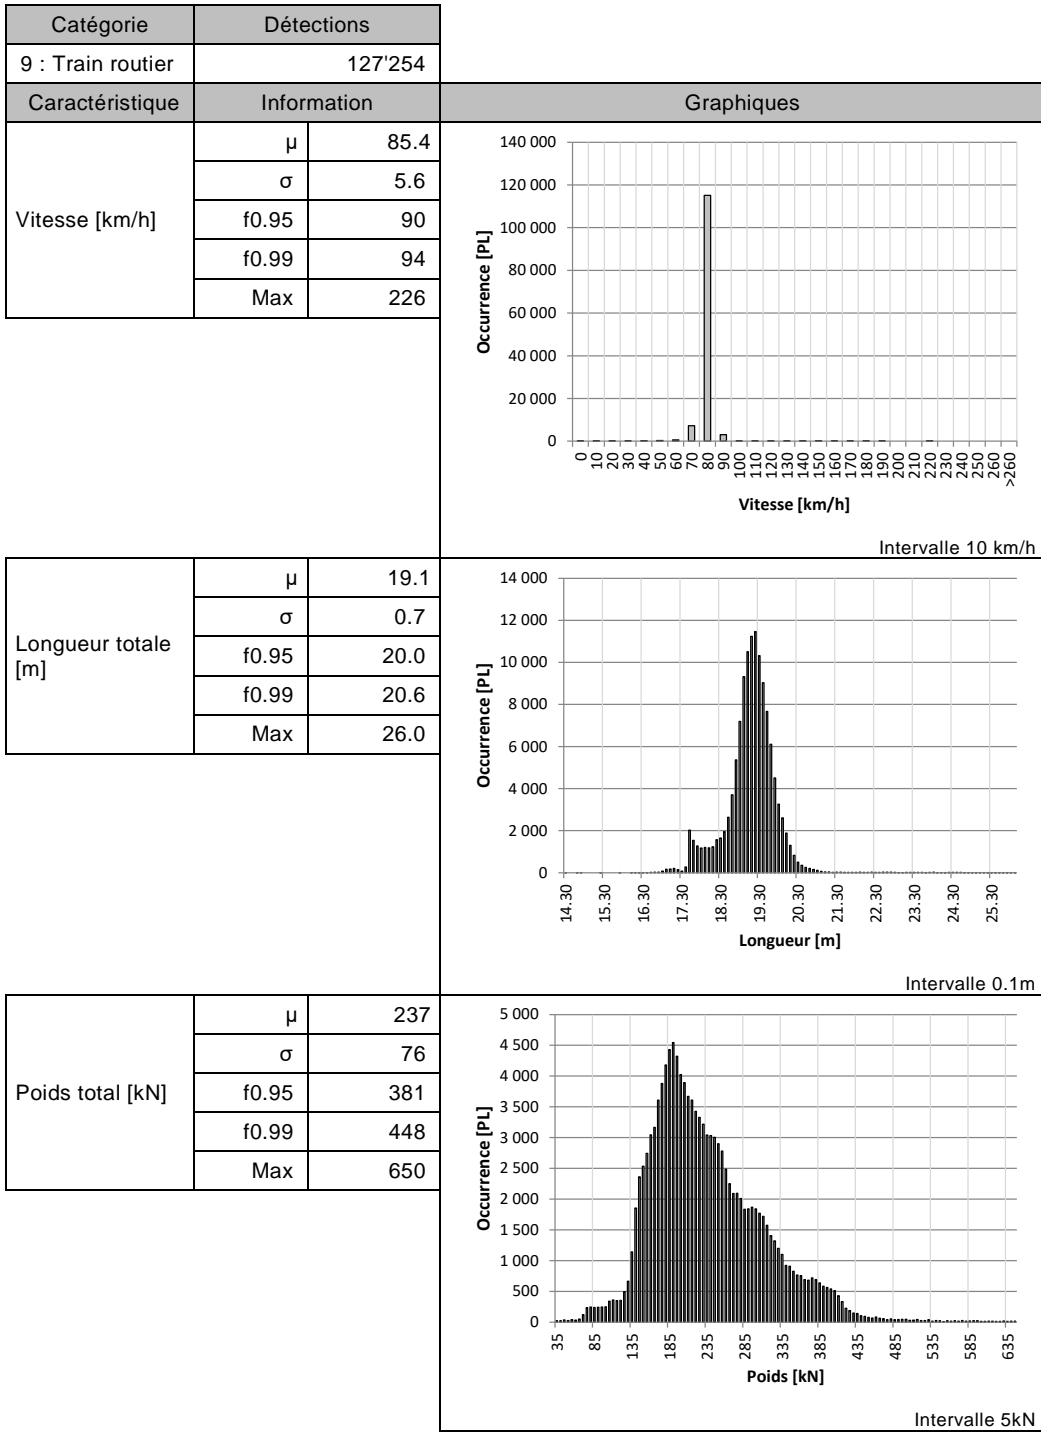 Catégorie Détections
9 : Train routier 127'254
Caractéristique Information Graphiques
Vitesse [km/h]
µ 85.4
σ 5.6
f0.95 90
f0.99 94
Max 226
140 000
120 000
100 000
80 000
60 000
40 000
20 000
0
Occurrence [PL]
0 10 20 30 40 50 60 70 80 90 100 110 120 130 140 150 160 170 180 190 200 210 220 230 240 250 260 >260
Vitesse [km/h]
Intervalle 10 km/h
Longueur totale
[m]
µ 19.1
σ 0.7
f0.95 20.0
f0.99 20.6
Max 26.0
14 000
12 000
10 000
8 000
6 000
4 000
2 000
0
Occurrence [PL]
14.30 15.30 16.30 17.30 18.30 19.30 20.30 21.30 22.30 23.30 24.30 25.30
Longueur [m]
Intervalle 0.1m
Poids total [kN]
µ 237
σ 76
f0.95 381
f0.99 448
Max 650
5 000
4 500
4 000
3 500
3 000
2 500
2 000
1 500
1 000
500
0
Occurrence [PL]
35 85 135 185 235 285 335 385 435 485 535 585 635
Poids [kN]
Intervalle 5kN